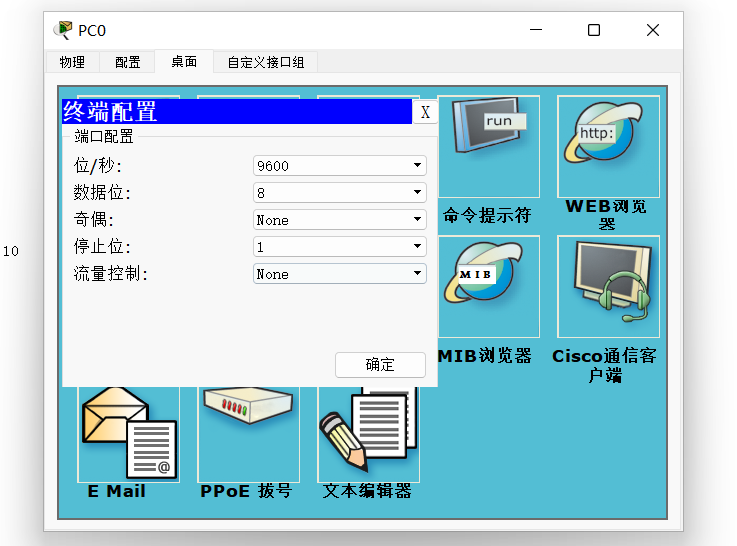 PC0
物理 配置 桌面 自定义接口组
终端配置 X
端口配置
位/秒: 9600
数据位: 8
奇偶: None
停止位: 1
流量控制: None
确定
10
run
命令提示符
http:
WEB浏览
器
MIB
MIB浏览器
Cisco通信客
户端
@
E Mail
PPoE 拨号
文本编辑器